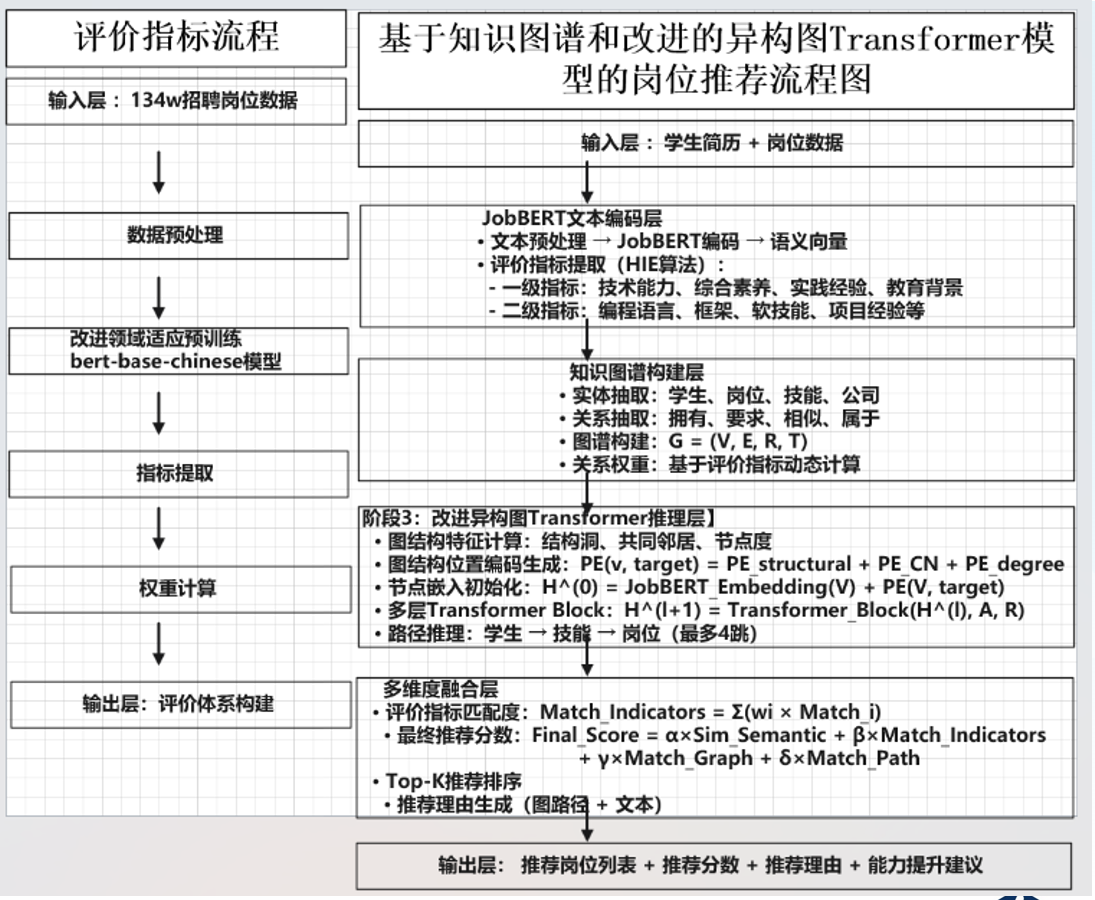 评价指标流程
输入层 ：134w招聘岗位数据
数据预处理
改进领域适应预训练
bert-base-chinese模型
指标提取
权重计算
输出层：评价体系构建
基于知识图谱和改进的异构图Transformer模
型的岗位推荐流程图
输入层 ：学生简历 + 岗位数据
JobBERT文本编码层
• 文本预处理 → JobBERT编码 → 语义向量
• 评价指标提取（HIE算法）：
- 一级指标：技术能力、综合素养、实践经验、教育背景
- 二级指标：编程语言、框架、软技能、项目经验等
知识图谱构建层
• 实体抽取：学生、岗位、技能、公司
• 关系抽取：拥有、要求、相似、属于
• 图谱构建：G = (V, E, R, T)
• 关系权重：基于评价指标动态计算
阶段3：改进异构图Transformer推理层】
• 图结构特征计算：结构洞、共同邻居、节点度
• 图结构位置编码生成：PE(v, target) = PE_structural + PE_CN + PE_degree
• 节点嵌入初始化：H^(0) = JobBERT_Embedding(V) + PE(V, target)
• 多层Transformer Block：H^(l+1) = Transformer_Block(H^(l), A, R)
• 路径推理：学生 → 技能 → 岗位（最多4跳）
多维度融合层
• 评价指标匹配度：Match_Indicators = Σ(wi × Match_i)
• 最终推荐分数：Final_Score = α×Sim_Semantic + β×Match_Indicators
+ γ×Match_Graph + δ×Match_Path
• Top-K推荐排序
• 推荐理由生成（图路径 + 文本）
输出层： 推荐岗位列表 + 推荐分数 + 推荐理由 + 能力提升建议